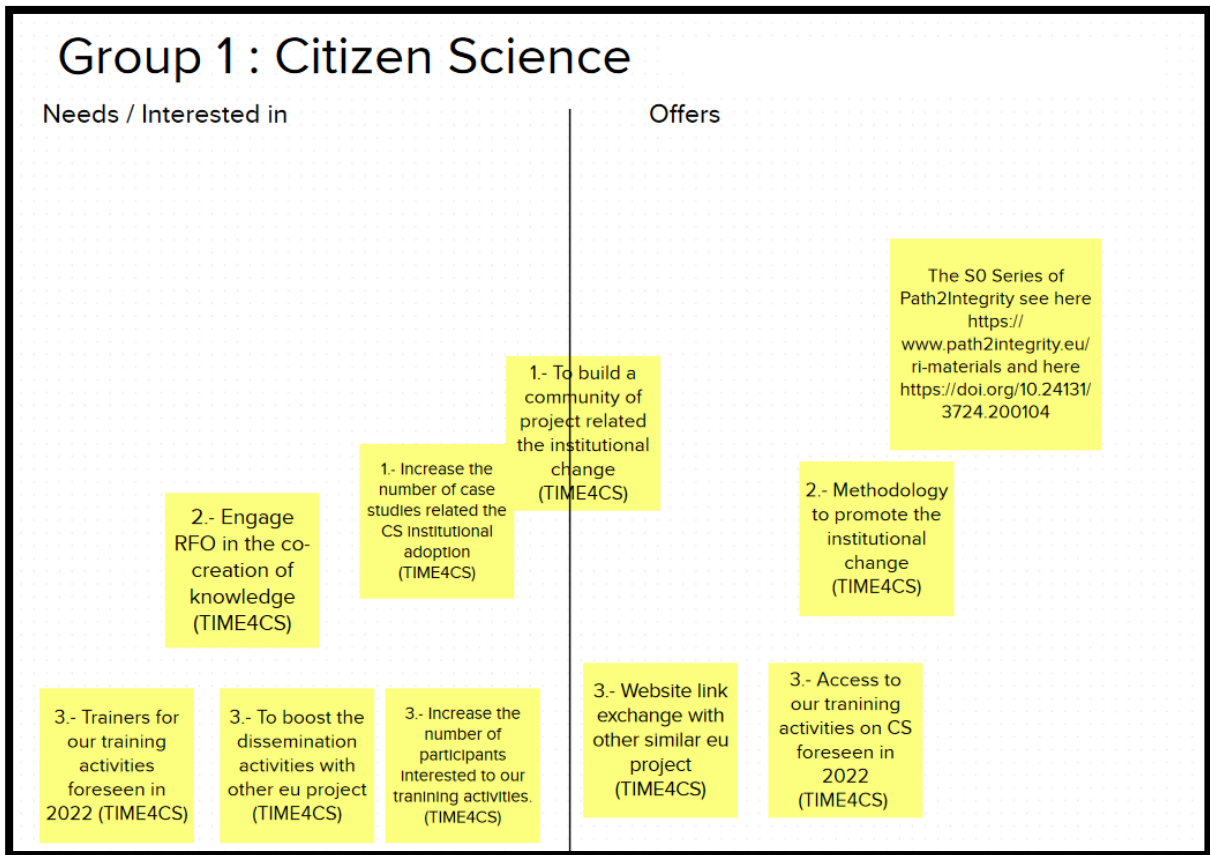 Group 1 : Citizen Science
Needs / Interested in
Offers
The S0 Series of
Path2Integrity see here
https://
www.path2integrity.eu/
ri-materials and here
https://doi.org/10.24131/
3724.200104
1.- To build a
community of
project related
the institutional
change
(TIME4CS)
1.- Increase the
number of case
studies related the
CS institutional
adoption
(TIME4CS)
2.- Engage
RFO in the co-
creation of
knowledge
(TIME4CS)
2.- Methodology
to promote the
institutional
change
(TIME4CS)
3.- Trainers for
our training
activities
foreseen in
2022 (TIME4CS)
3.- To boost the
dissemination
activities with
other eu project
(TIME4CS)
3.- Increase the
number of
participants
interested to our
tranining activities.
(TIME4CS)
3.- Website link
exchange with
other similar eu
project
(TIME4CS)
3.- Access to
our tranining
activities on CS
foreseen in
2022
(TIME4CS)